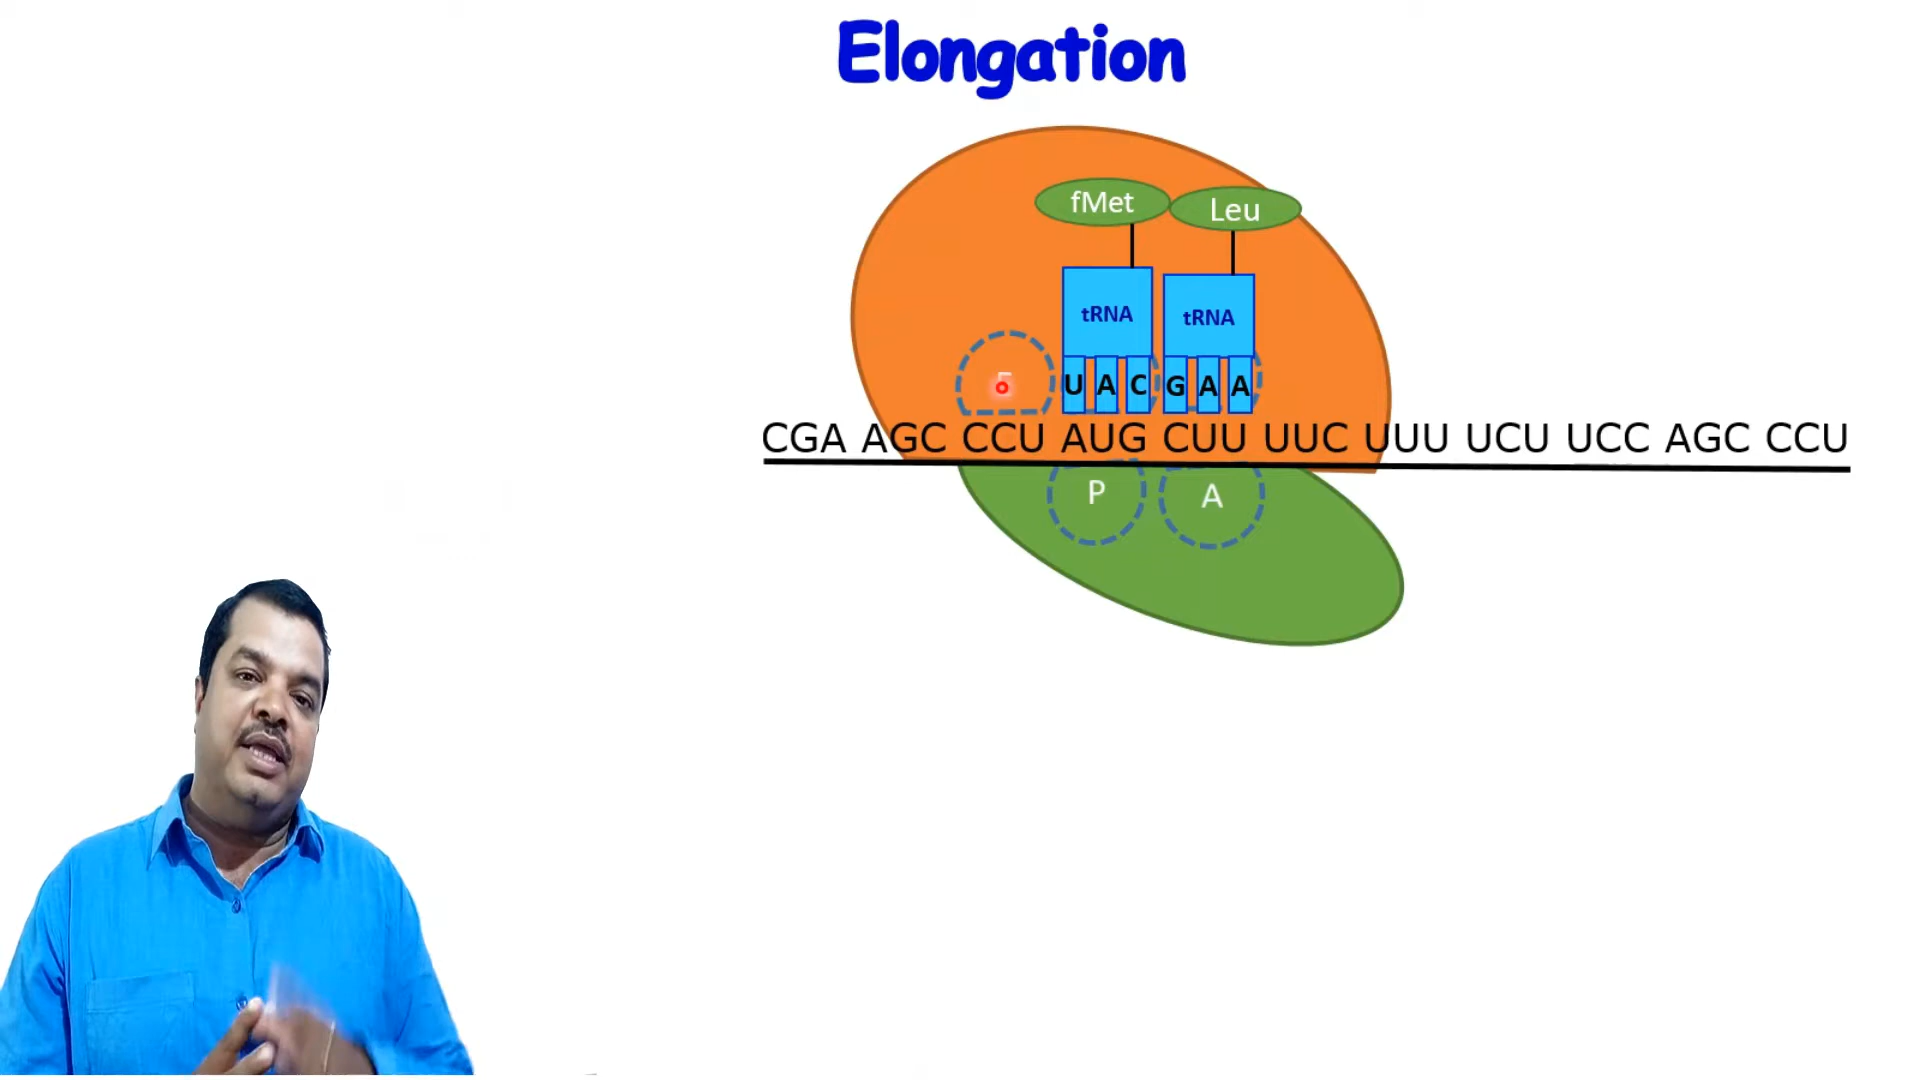 Elongation
fMet Leu
tRNA tRNA
U A C G A A
CGA AGC CCU AUG CUU UUC UUU UCU UCC AGC CCU
P A